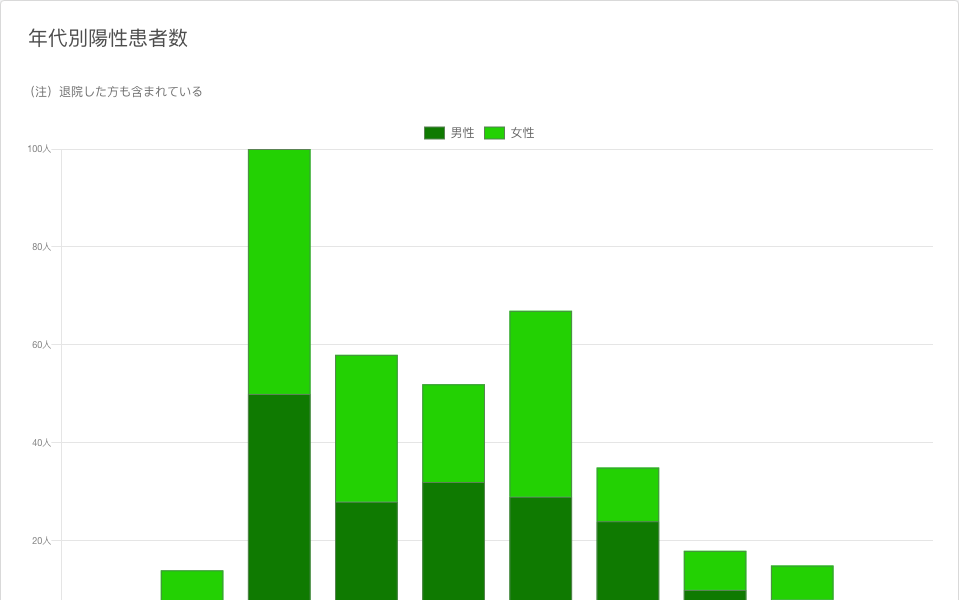 年代別陽性患者数
（注）退院した方も含まれている
男性 女性
100人
80人
60人
40人
20人